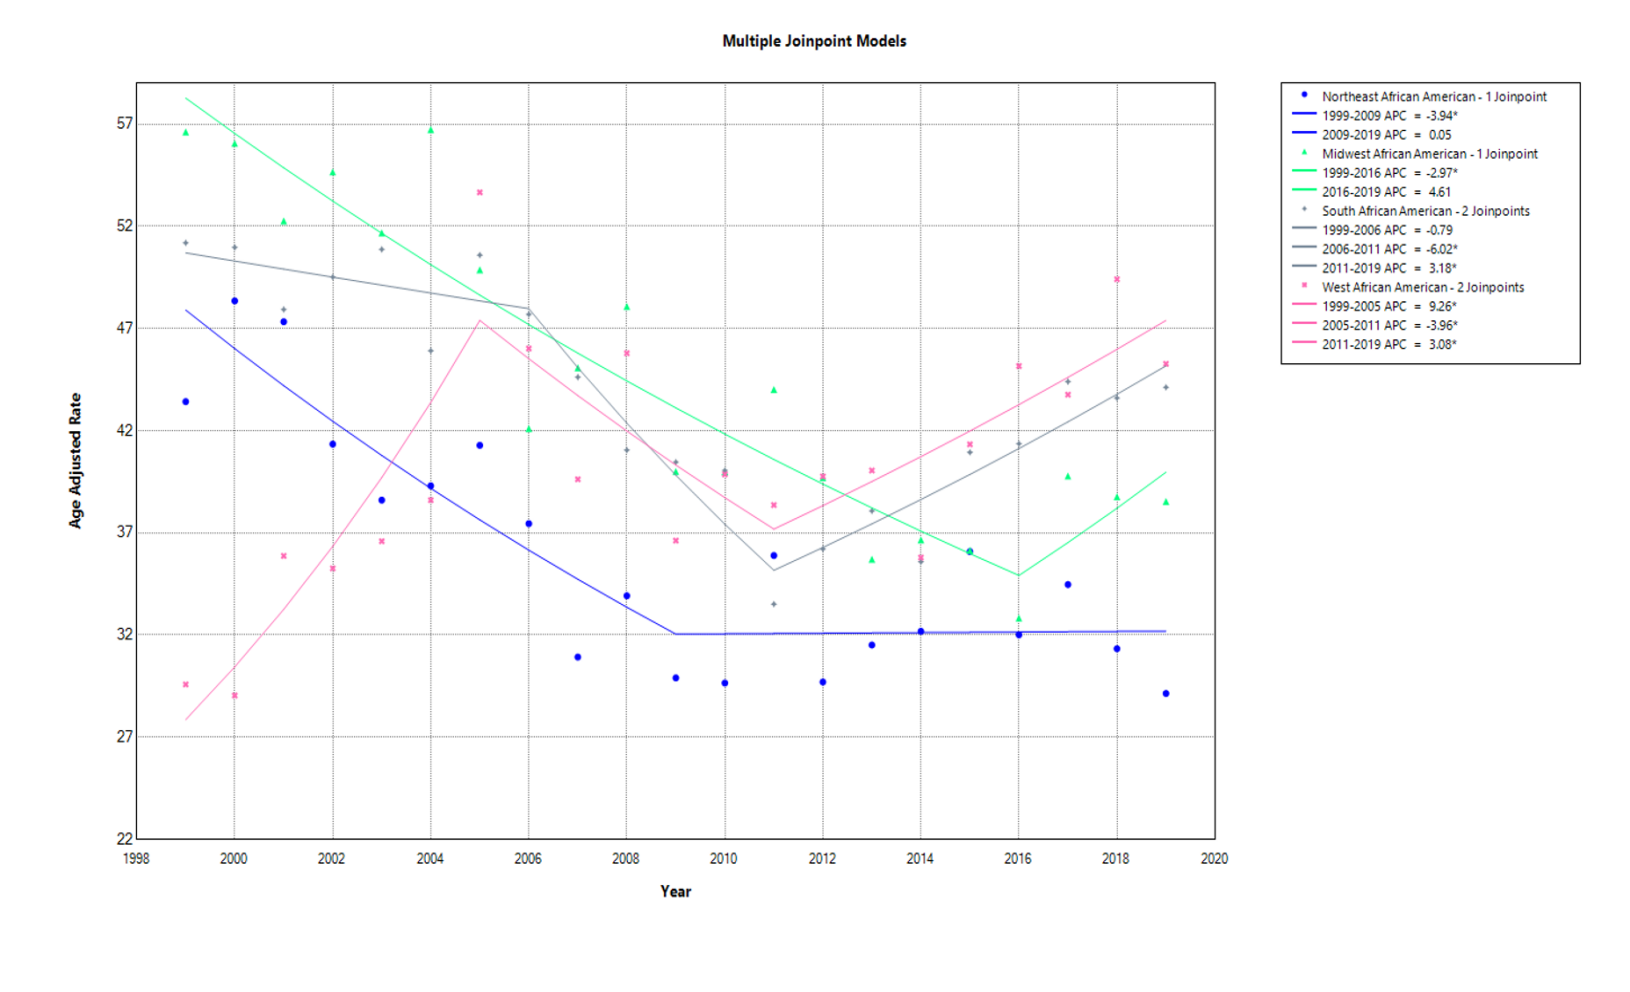 Multiple Joinpoint Models
Northeast African American - 1 Joinpoint
1999-2009 APC = -3.94*
2009-2019 APC = 0.05
Midwest African American - 1 Joinpoint
1999-2016 APC = -2.97*
2016-2019 APC = 4.61
South African American - 2 Joinpoints
1999-2006 APC = -0.79
2006-2011 APC = -6.02*
2011-2019 APC = 3.18*
West African American - 2 Joinpoints
1999-2005 APC = 9.26*
2005-2011 APC = -3.96*
2011-2019 APC = 3.08*
Age Adjusted Rate
57
52
47
42
37
32
27
22
1998 2000 2002 2004 2006 2008 2010 2012 2014 2016 2018 2020
Year